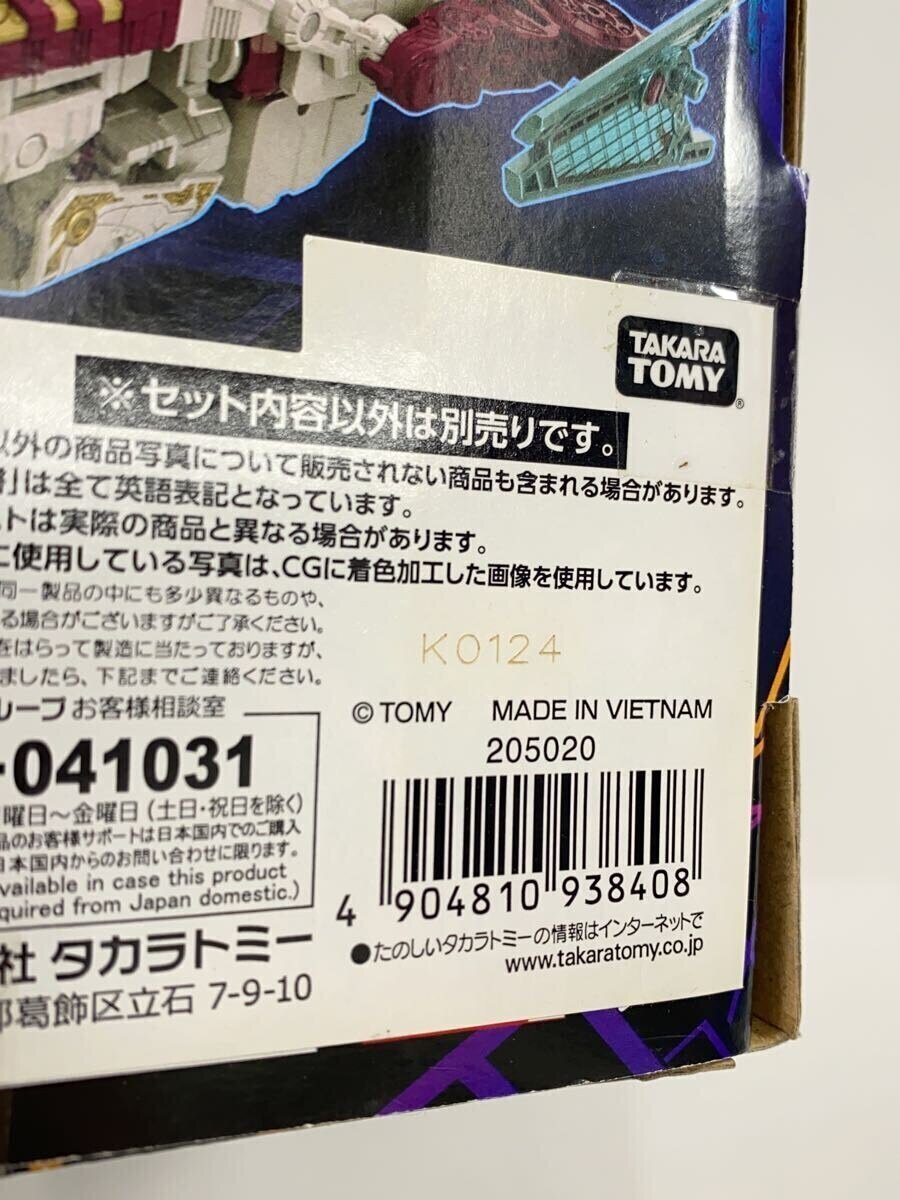 TAKARA
TOMY
®
※セット内容以外は別売りです。
以外の商品写真について販売されない商品も含まれる場合があります。
は全て英語表記となっています。
トは実際の商品と異なる場合があります。
に使用している写真は、CGに着色加工した画像を使用しています。
同一製品の中にも多少異なるものや、
る場合がございますがご了承ください。
をはらって製造に当たっておりますが、
ましたら、下記までご連絡ください。
K0124
ループ お客様相談室
© TOMY MADE IN VIETNAM
205020
-041031
曜日～金曜日 (土日・祝日を除く)
品のお客様サポートは日本国内でのご購入
日本国内からのお問い合わせに限ります。
available in case this product
quired from Japan domestic.)
4 904810 938408
社 タカラトミー
●たのしいタカラトミーの情報はインターネットで
www.takaratomy.co.jp
都葛飾区立石 7-9-10